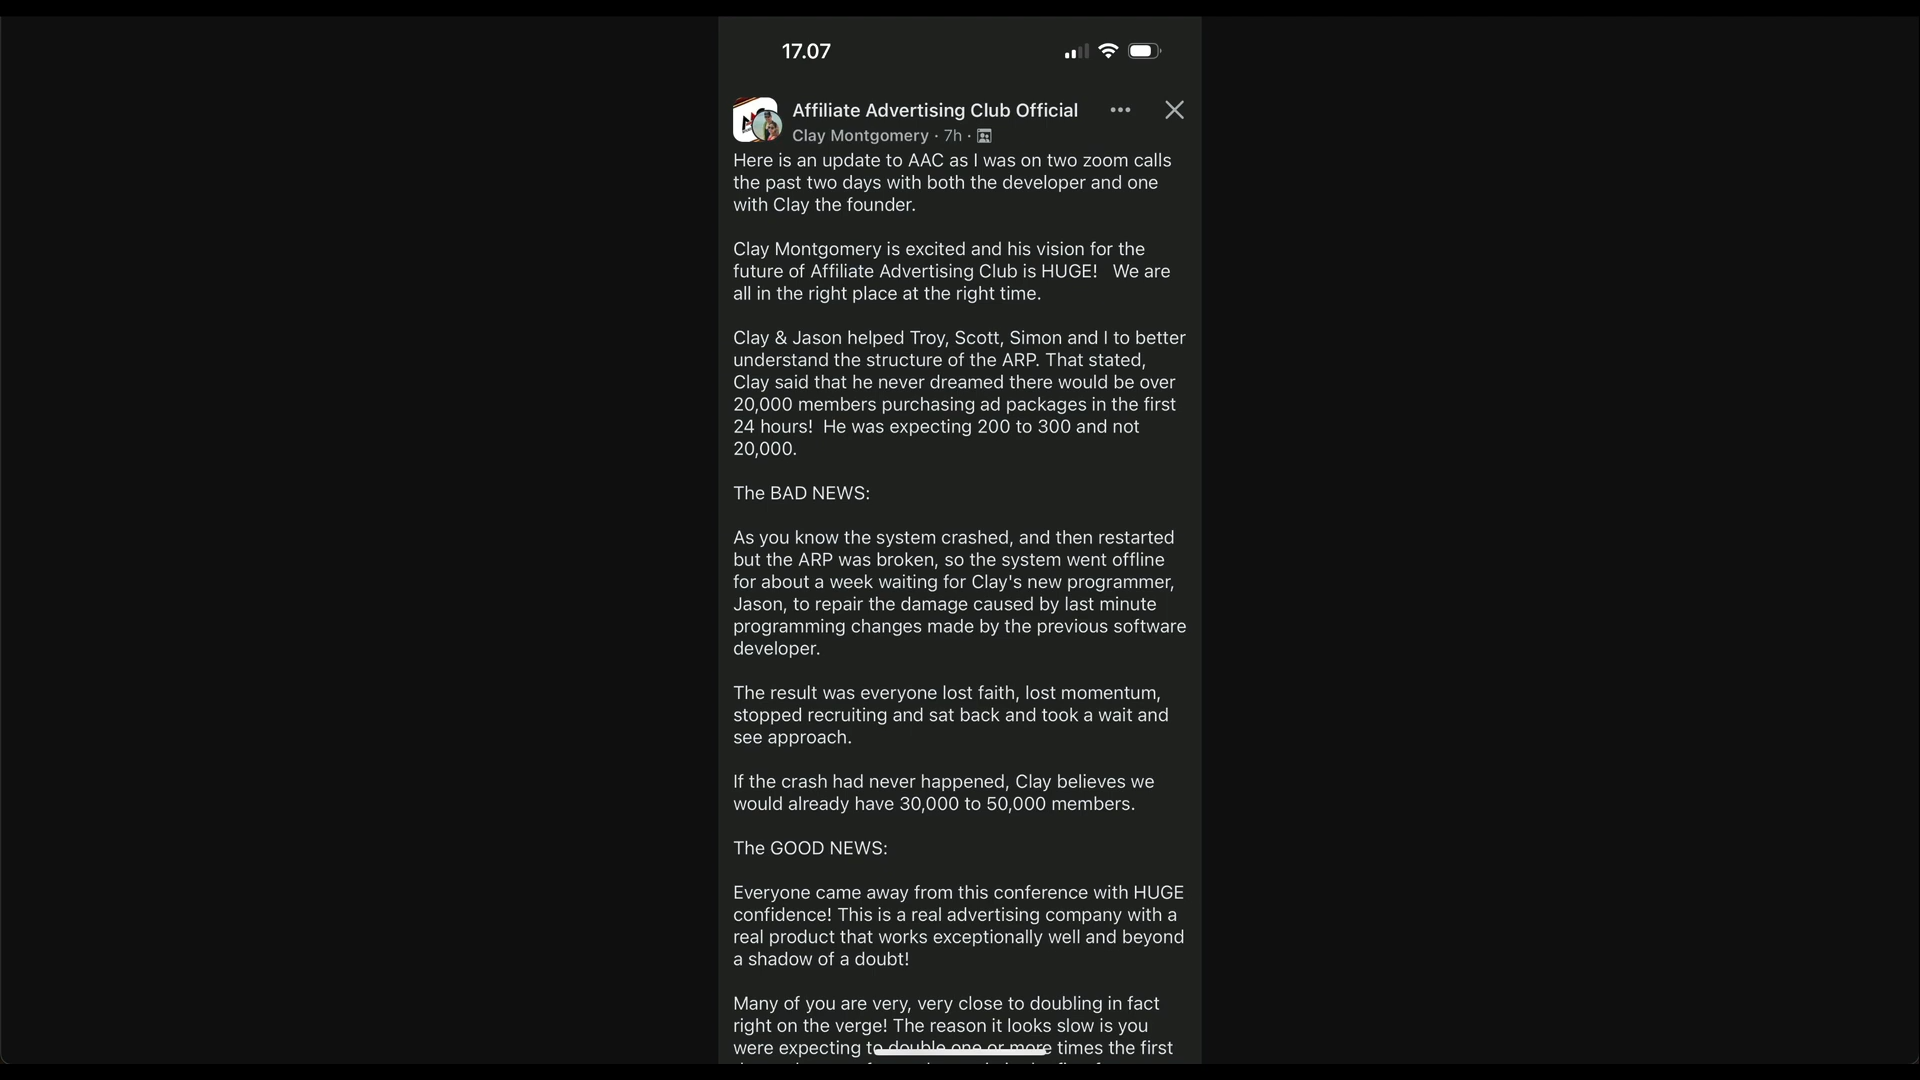 17.07
Affiliate Advertising Club Official
Clay Montgomery · 7h ·
Here is an update to AAC as I was on two zoom calls
the past two days with both the developer and one
with Clay the founder.
Clay Montgomery is excited and his vision for the
future of Affiliate Advertising Club is HUGE!   We are
all in the right place at the right time.
Clay & Jason helped Troy, Scott, Simon and I to better
understand the structure of the ARP. That stated,
Clay said that he never dreamed there would be over
20,000 members purchasing ad packages in the first
24 hours!  He was expecting 200 to 300 and not
20,000.
The BAD NEWS:
As you know the system crashed, and then restarted
but the ARP was broken, so the system went offline
for about a week waiting for Clay's new programmer,
Jason, to repair the damage caused by last minute
programming changes made by the previous software
developer.
The result was everyone lost faith, lost momentum,
stopped recruiting and sat back and took a wait and
see approach.
If the crash had never happened, Clay believes we
would already have 30,000 to 50,000 members.
The GOOD NEWS:
Everyone came away from this conference with HUGE
confidence! This is a real advertising company with a
real product that works exceptionally well and beyond
a shadow of a doubt!
Many of you are very, very close to doubling in fact
right on the verge! The reason it looks slow is you
were expecting to double one or more times the first